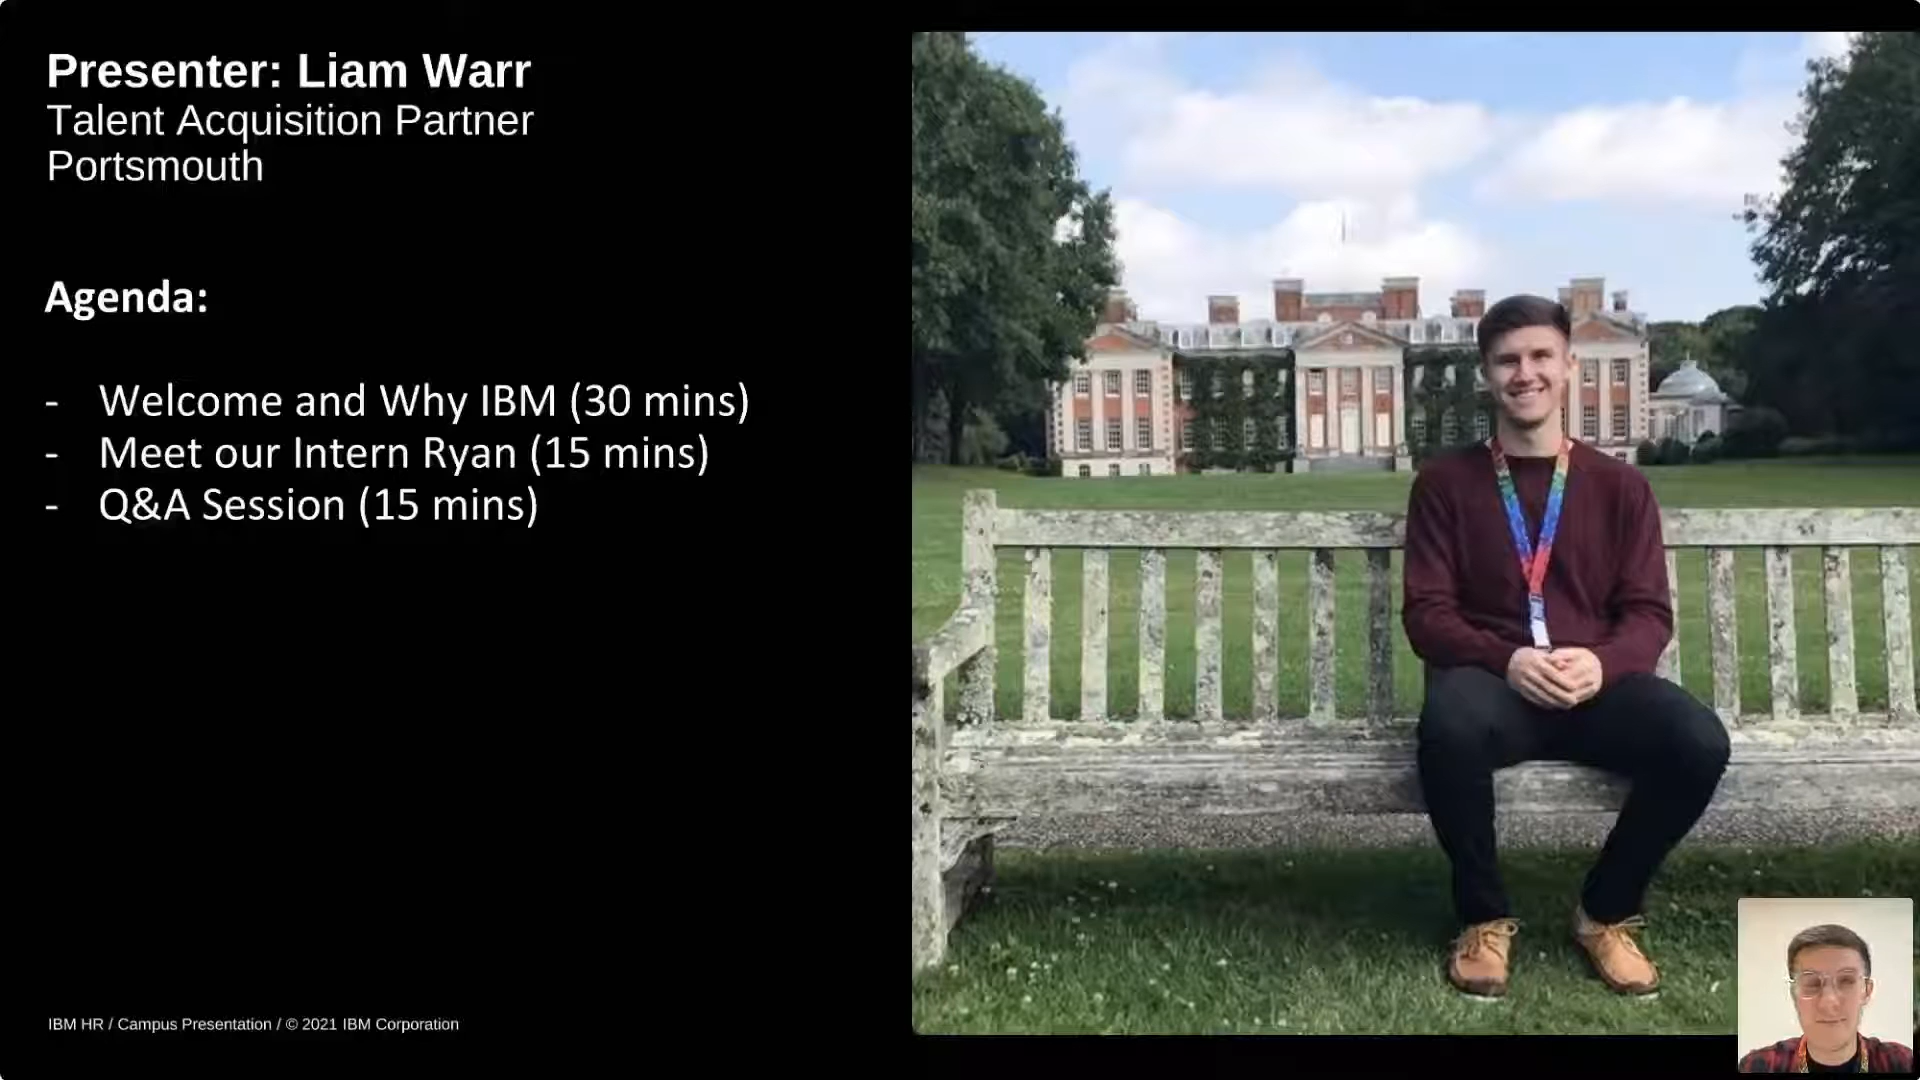 Presenter: Liam Warr
Talent Acquisition Partner
Portsmouth
Agenda:
- Welcome and Why IBM (30 mins)
- Meet our Intern Ryan (15 mins)
- Q&A Session (15 mins)
IBM HR / Campus Presentation / © 2021 IBM Corporation